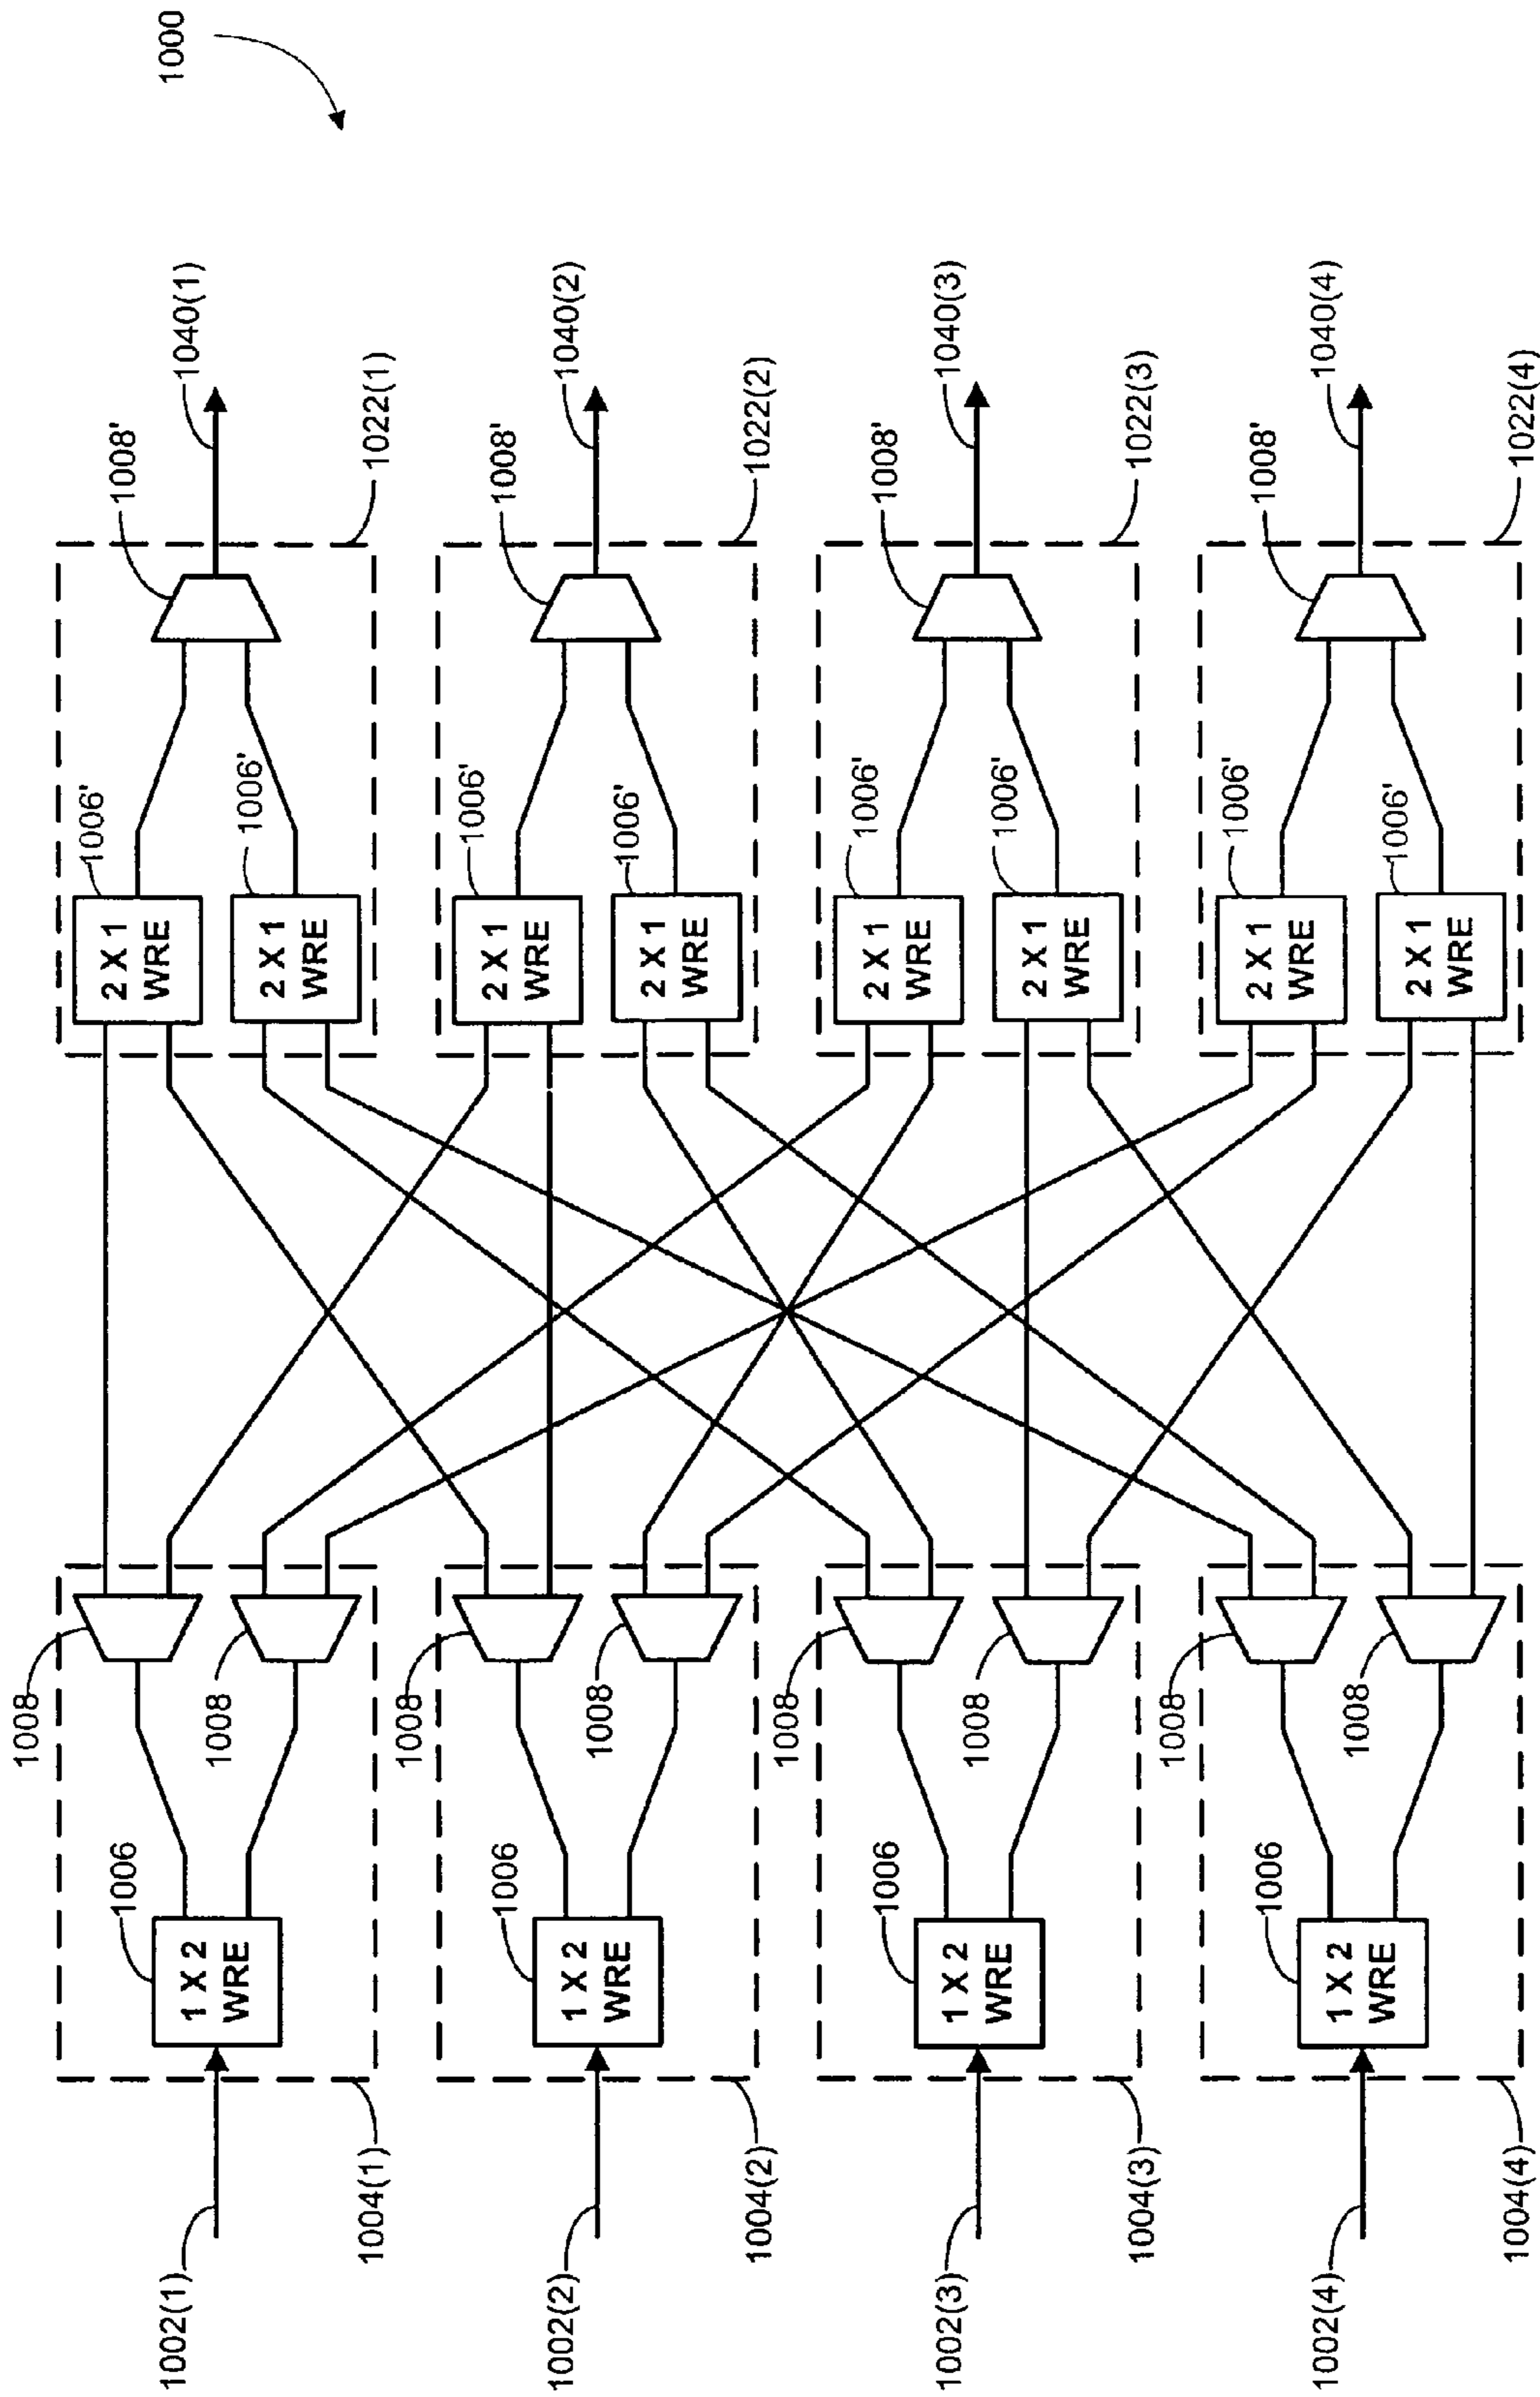 1000
1002(1)
1004(1)
1006
1 X 2
WRE
1008
1008
2 X 1
WRE
1006'
2 X 1
WRE
1006'
1008'
1022(1)
1040(1)
1002(2)
1004(2)
1006
1 X 2
WRE
1008
1008
2 X 1
WRE
1006'
2 X 1
WRE
1006'
1008'
1022(2)
1040(2)
1002(3)
1004(3)
1006
1 X 2
WRE
1008
1008
2 X 1
WRE
1006'
2 X 1
WRE
1006'
1008'
1022(3)
1040(3)
1002(4)
1004(4)
1006
1 X 2
WRE
1008
1008
2 X 1
WRE
1006'
2 X 1
WRE
1006'
1008'
1022(4)
1040(4)